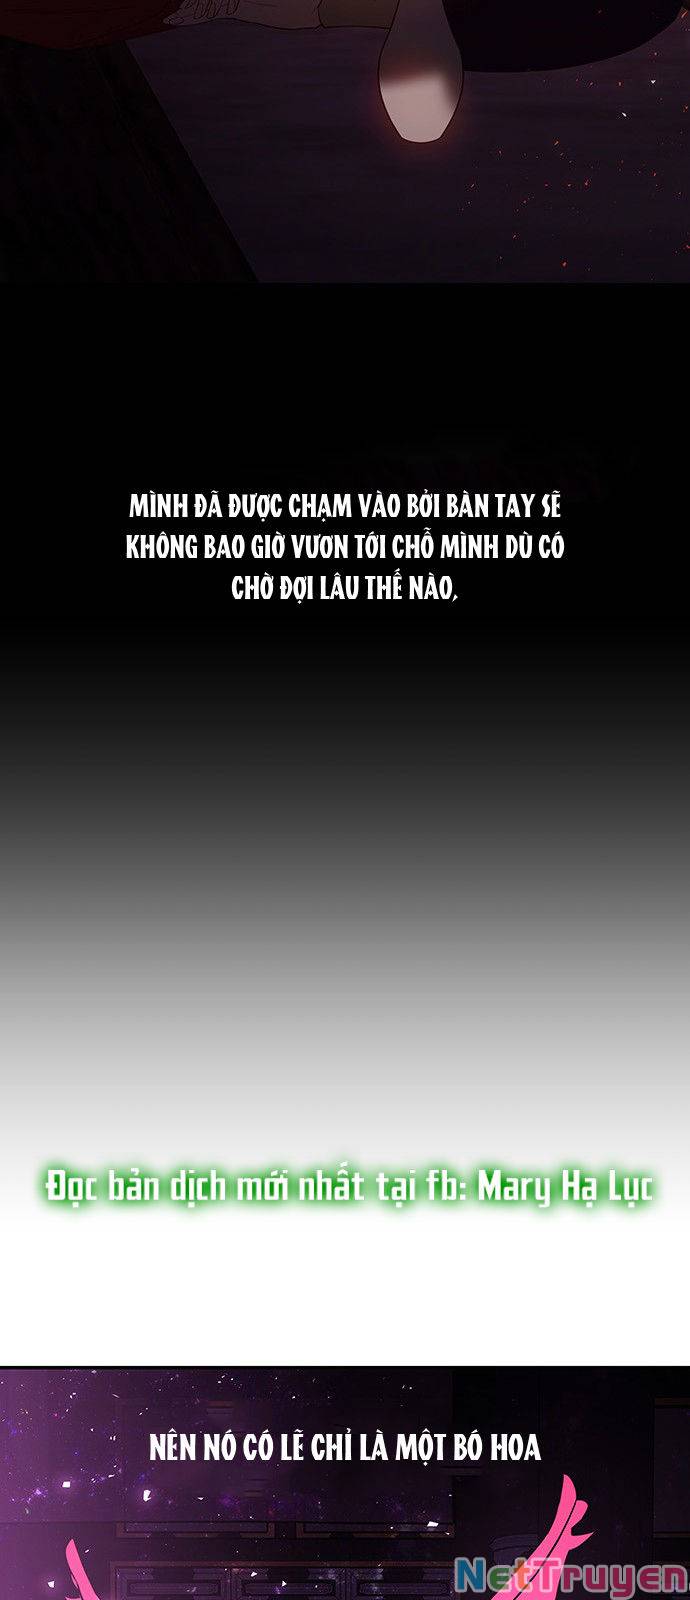 MÌNH ĐÃ ĐƯỢC CHẠM VÀO BỞI BÀN TAY SẼ
KHÔNG BAO GIỜ VƯƠN TỚI CHỖ MÌNH DÙ CÓ
CHỜ ĐỢI LÂU THẾ NÀO,
Đọc bản dịch mới nhất tại fb: Mary Hạ Lục
NÊN NÓ CÓ LẼ CHỈ LÀ MỘT BÓ HOA
NetTruyen